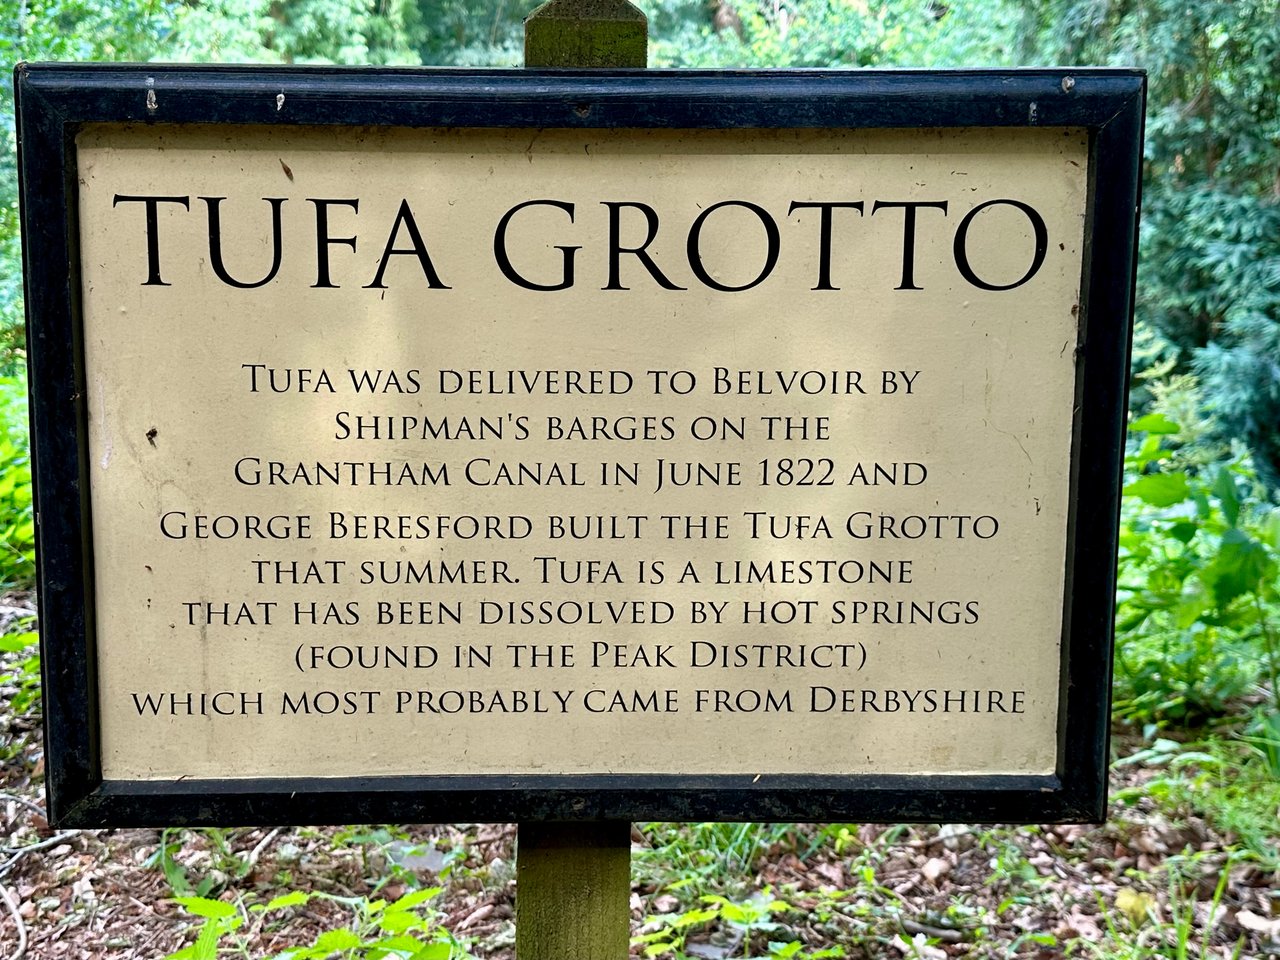 TUFA GROTTO
TUFA WAS DELIVERED TO BELVOIR BY
SHIPMAN'S BARGES ON THE
GRANTHAM CANAL IN JUNE 1822 AND
GEORGE BERESFORD BUILT THE TUFA GROTTO
THAT SUMMER. TUFA IS A LIMESTONE
THAT HAS BEEN DISSOLVED BY HOT SPRINGS
(FOUND IN THE PEAK DISTRICT)
WHICH MOST PROBABLY CAME FROM DERBYSHIRE